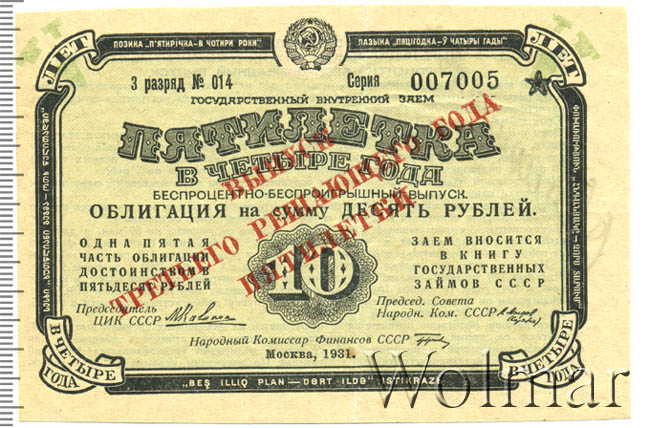 ПОЗИКА „П'ЯТИРІЧКА - В ЧОТИРИ РОКИ"
ПАЗЫКА „ПЯЦІГОДКА - Ў ЧАТЫРЫ ГАДЫ"
ЛЕТ
ЛЕТ
3 разряд № 014
Серия 007005
ГОСУДАРСТВЕННЫЙ ВНУТРЕННИЙ ЗАЕМ
ПЯТИЛЕТКА
В ЧЕТЫРЕ ГОДА
БЕСПРОЦЕНТНО-БЕСПРОИГРЫШНЫЙ ВЫПУСК.
ОБЛИГАЦИЯ на сумму ДЕСЯТЬ РУБЛЕЙ.
ВЫПУСК
ТРЕТЬЕГО РЕШАЮЩЕГО ГОДА
ПЯТИЛЕТКИ
ОДНА ПЯТАЯ
ЧАСТЬ ОБЛИГАЦИИ
ДОСТОИНСТВОМ В
ПЯТЬДЕСЯТ РУБЛЕЙ
10
ЗАЕМ ВНОСИТСЯ
В КНИГУ
ГОСУДАРСТВЕННЫХ
ЗАЙМОВ СССР
Председатель
ЦИК СССР
Председ. Совета
Народн. Ком. СССР
Народный Комиссар Финансов СССР
Москва, 1931.
В ЧЕТЫРЕ
ГОДА
В ЧЕТЫРЕ
ГОДА
„BEŞ ILLIQ PLAN — DƏRT ILDƏ" ISTIKRAZЬ
Wolmar